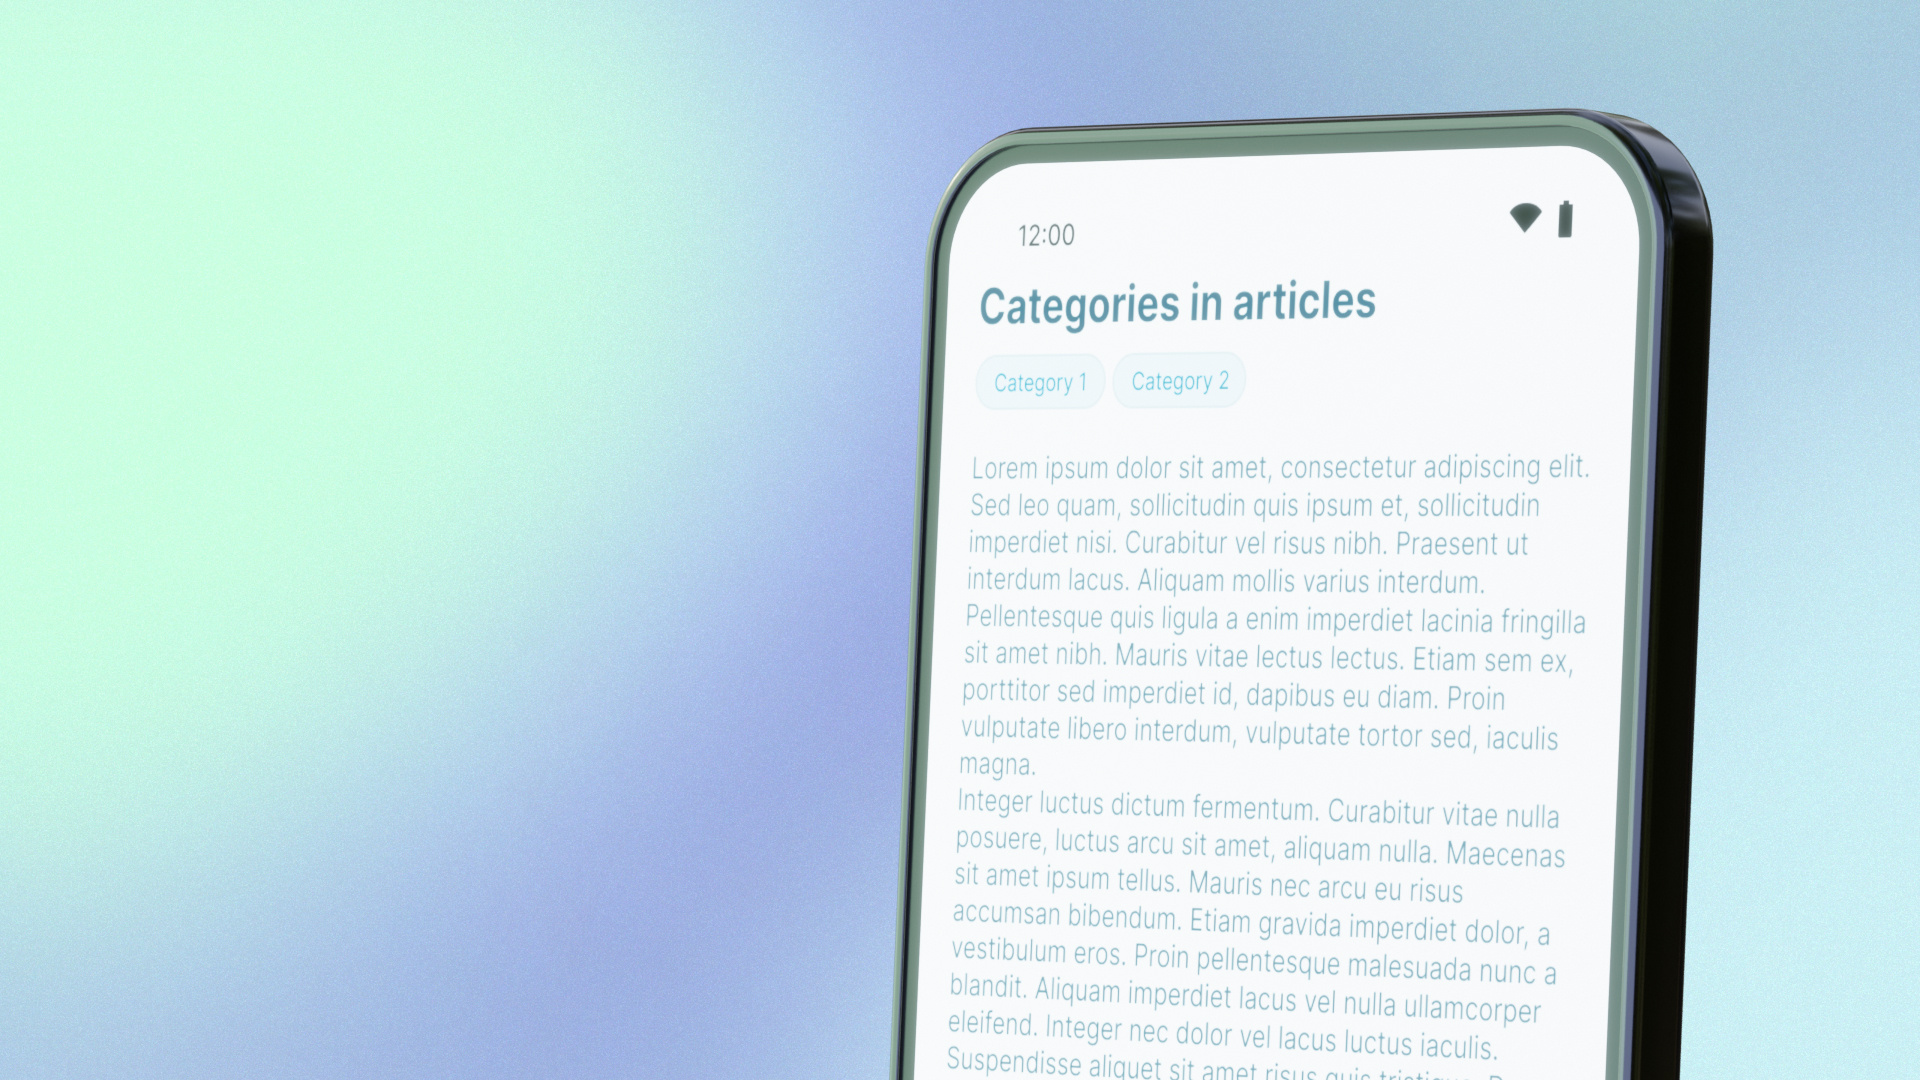 12:00
Categories in articles
Category 1 Category 2
Lorem ipsum dolor sit amet, consectetur adipiscing elit.
Sed leo quam, sollicitudin quis ipsum et, sollicitudin
imperdiet nisi. Curabitur vel risus nibh. Praesent ut
interdum lacus. Aliquam mollis varius interdum.
Pellentesque quis ligula a enim imperdiet lacinia fringilla
sit amet nibh. Mauris vitae lectus lectus. Etiam sem ex,
porttitor sed imperdiet id, dapibus eu diam. Proin
vulputate libero interdum, vulputate tortor sed, iaculis
magna.
Integer luctus dictum fermentum. Curabitur vitae nulla
posuere, luctus arcu sit amet, aliquam nulla. Maecenas
sit amet ipsum tellus. Mauris nec arcu eu risus
accumsan bibendum. Etiam gravida imperdiet dolor, a
vestibulum eros. Proin pellentesque malesuada nunc a
blandit. Aliquam imperdiet lacus vel nulla ullamcorper
eleifend. Integer nec dolor vel lacus luctus iaculis.
Suspendisse aliquet sit amet risus quis